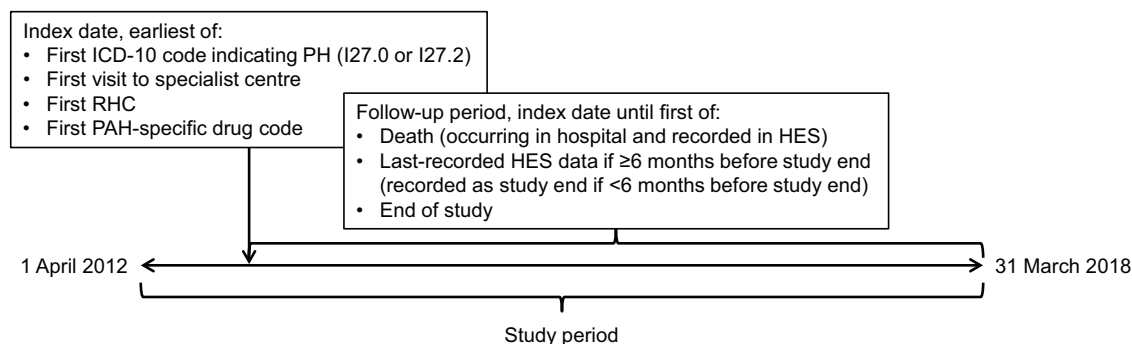 Index date, earliest of:
• First ICD-10 code indicating PH (I27.0 or I27.2)
• First visit to specialist centre
• First RHC
• First PAH-specific drug code
Follow-up period, index date until first of:
• Death (occurring in hospital and recorded in HES)
• Last-recorded HES data if ≥6 months before study end
(recorded as study end if <6 months before study end)
• End of study
1 April 2012
31 March 2018
Study period